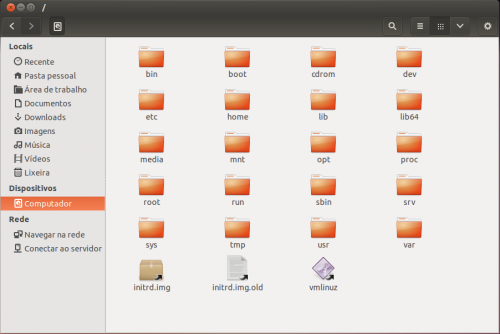 /
Locais
Recente
Pasta pessoal
Área de trabalho
Documentos
Downloads
Imagens
Música
Vídeos
Lixeira
Dispositivos
Computador
Rede
Navegar na rede
Conectar ao servidor
bin boot cdrom dev
etc home lib lib64
media mnt opt proc
root run sbin srv
sys tmp usr var
initrd.img initrd.img.old vmlinuz